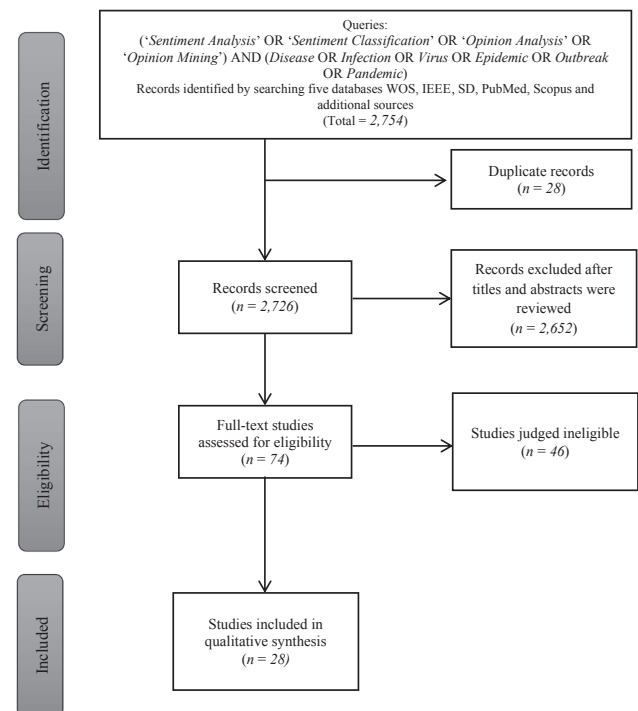 Queries:
(‘Sentiment Analysis’ OR ‘Sentiment Classification’ OR ‘Opinion Analysis’ OR
‘Opinion Mining’) AND (Disease OR Infection OR Virus OR Epidemic OR Outbreak
OR Pandemic)
Records identified by searching five databases WOS, IEEE, SD, PubMed, Scopus and
additional sources
(Total = 2,754)
Identification
Duplicate records
(n = 28)
Screening
Records screened
(n = 2,726)
Records excluded after
titles and abstracts were
reviewed
(n = 2,652)
Eligibility
Full-text studies
assessed for eligibility
(n = 74)
Studies judged ineligible
(n = 46)
Included
Studies included in
qualitative synthesis
(n = 28)